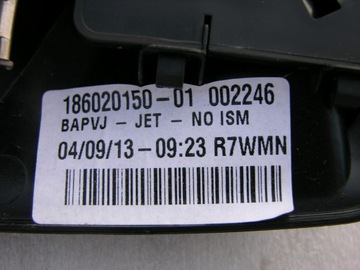 186020150-01 002246
BAPVJ - JET - NO ISM
04/09/13-09:23 R7WMN